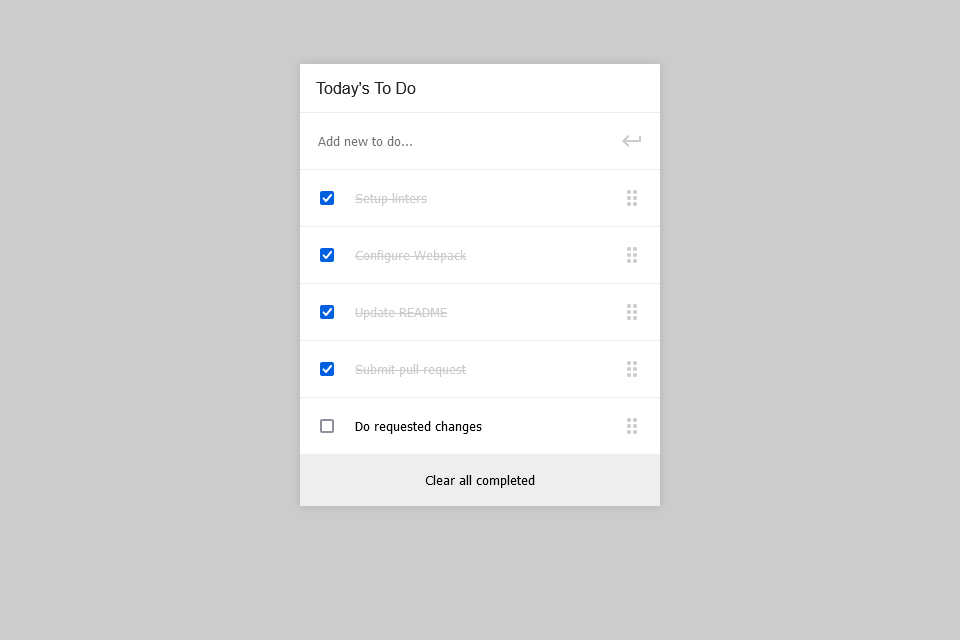 Today's To Do
Add new to do...
Setup linters
Configure Webpack
Update README
Submit pull request
Do requested changes
Clear all completed